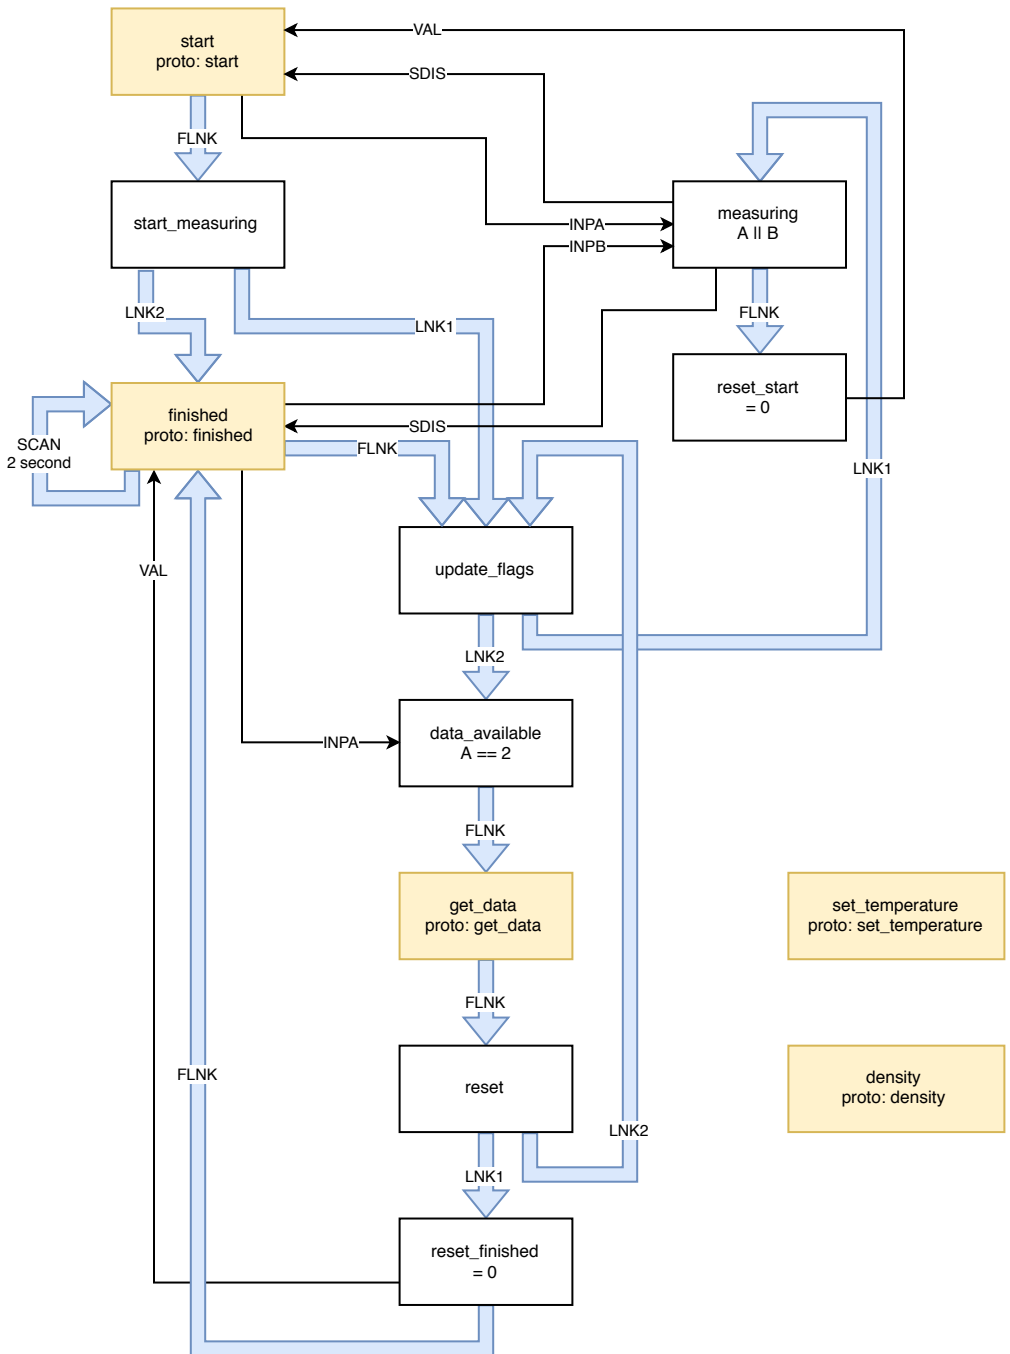 start
proto: start
VAL
SDIS
FLNK
start_measuring
measuring
A || B
INPA
INPB
LNK2
LNK1
FLNK
reset_start
= 0
finished
proto: finished
SDIS
FLNK
SCAN
2 second
LNK1
VAL
update_flags
LNK2
data_available
A == 2
INPA
FLNK
get_data
proto: get_data
set_temperature
proto: set_temperature
FLNK
FLNK
reset
density
proto: density
LNK2
LNK1
reset_finished
= 0